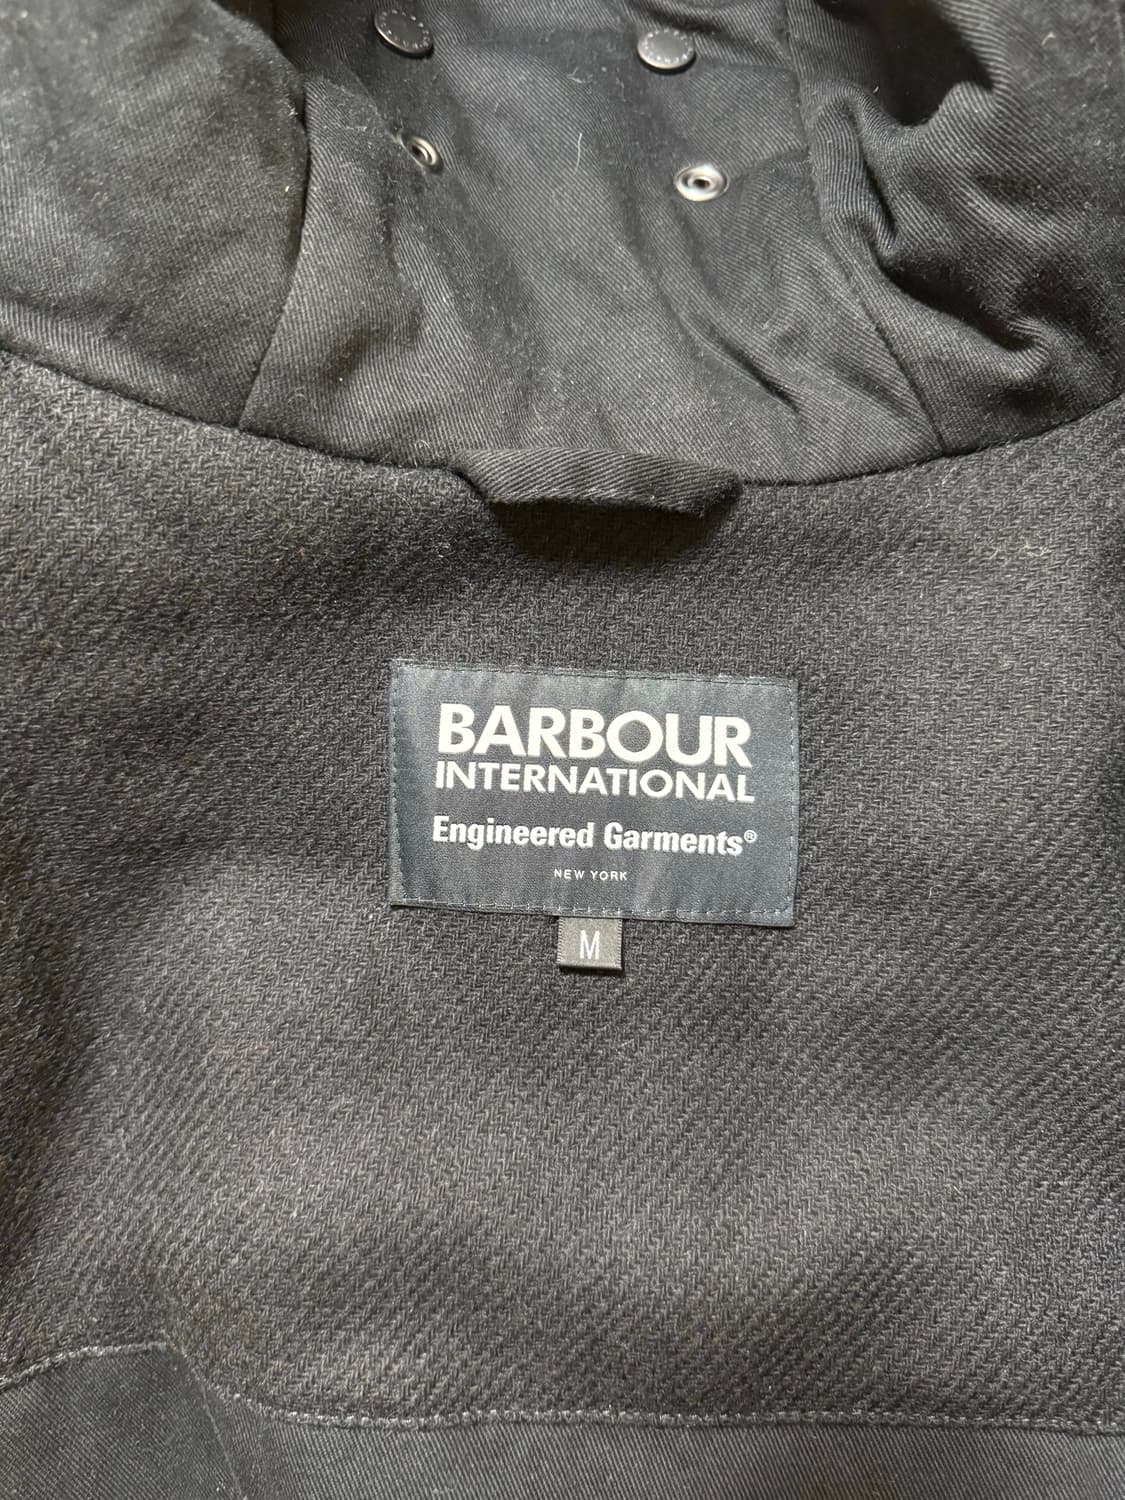 BARBOUR
INTERNATIONAL
Engineered Garments®
NEW YORK
M